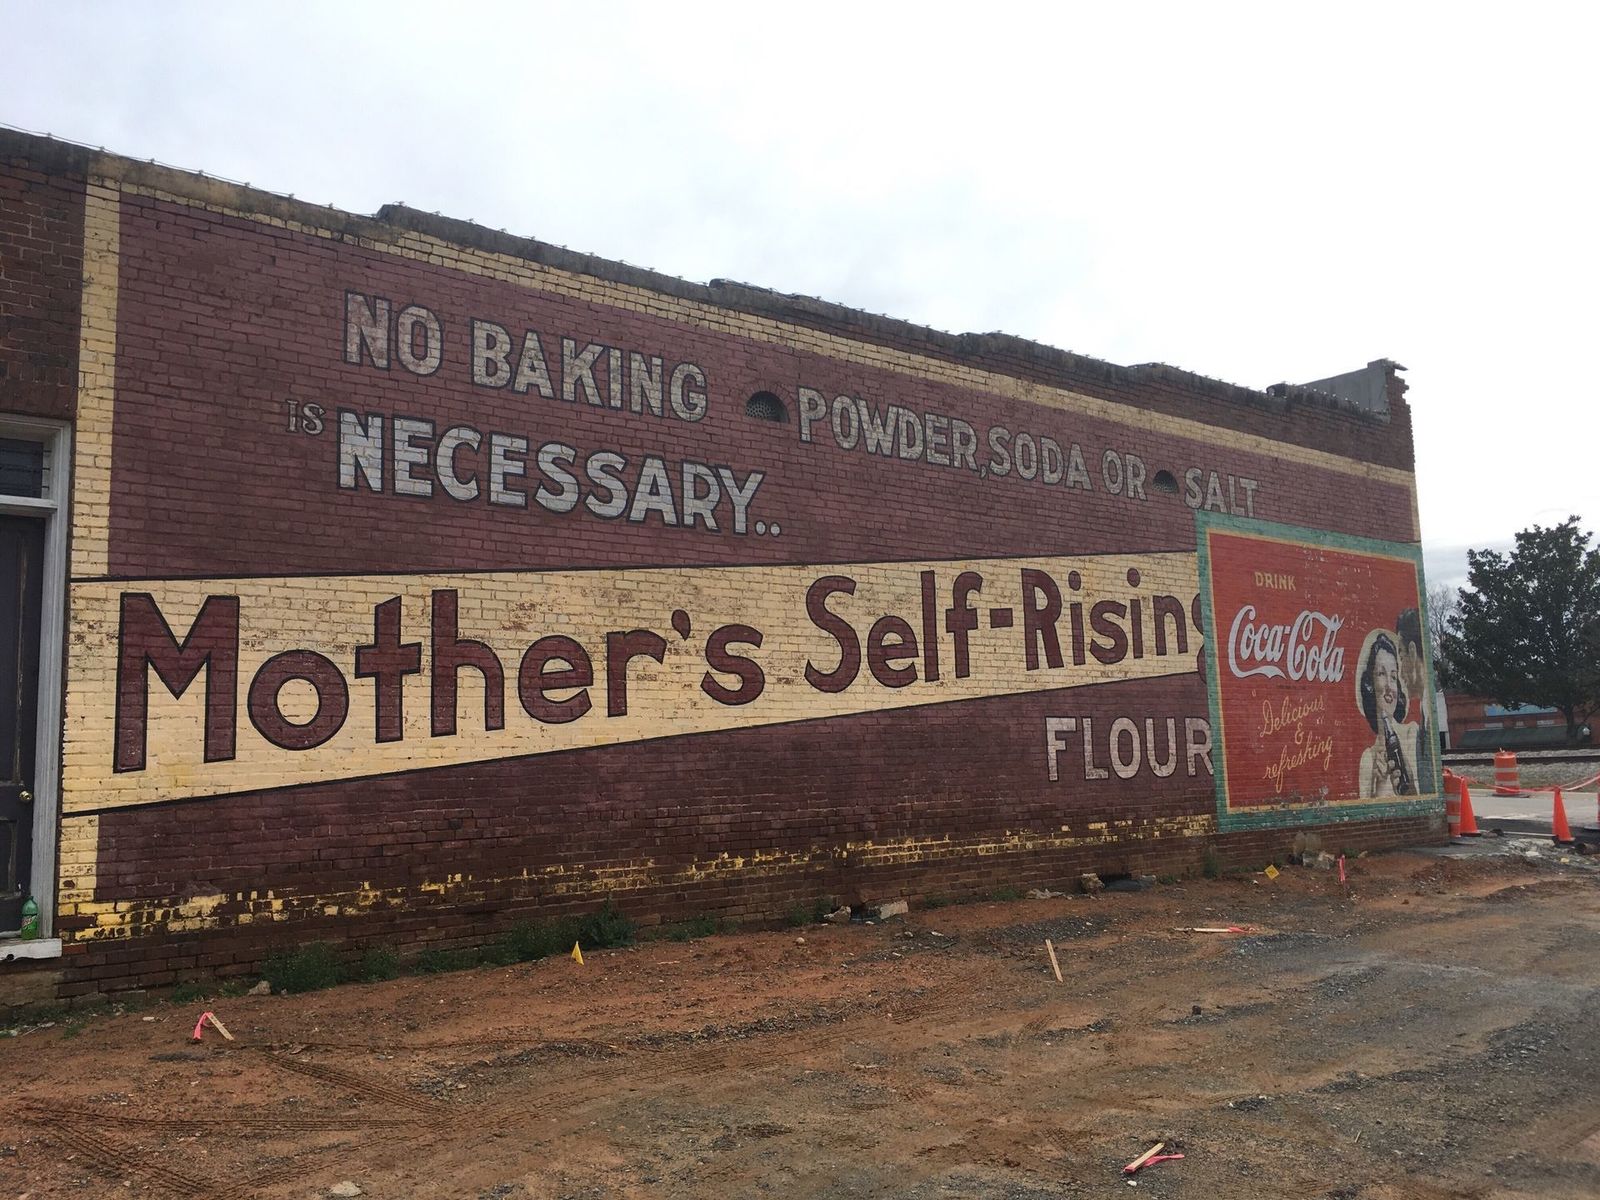 NO BAKING POWDER, SODA OR SALT
IS NECESSARY..
Mother's Self-Rising
FLOUR
DRINK
Coca-Cola
Delicious
&
refreshing